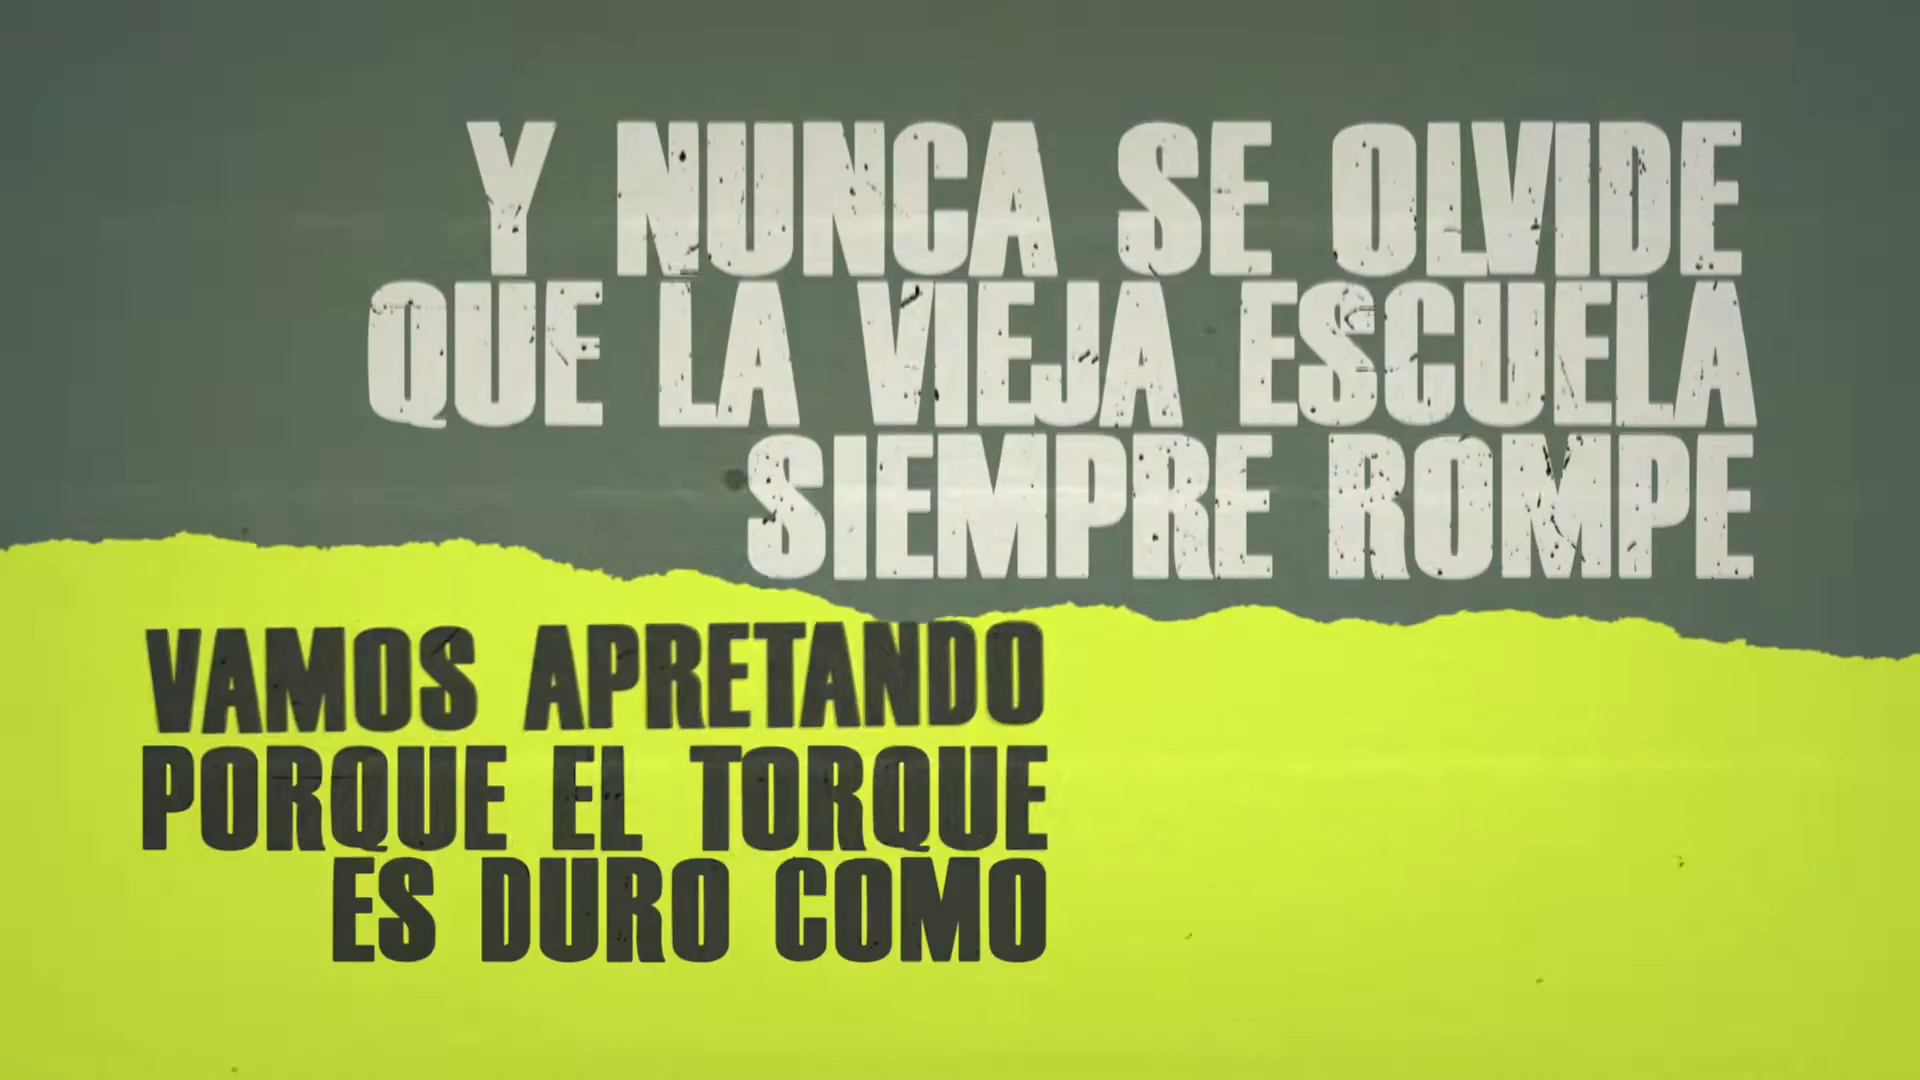 Y NUNCA SE OLVIDE
QUE LA VIEJA ESCUELA
SIEMPRE ROMPE
VAMOS APRETANDO
PORQUE EL TORQUE
ES DURO COMO